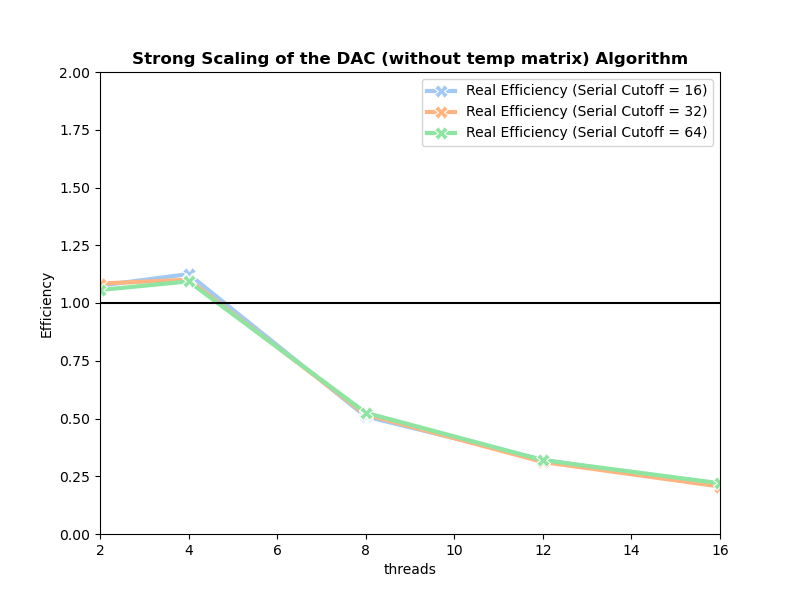 Strong Scaling of the DAC (without temp matrix) Algorithm
2.00
1.75
1.50
1.25
1.00
0.75
0.50
0.25
0.00
Efficiency
Real Efficiency (Serial Cutoff = 16)
Real Efficiency (Serial Cutoff = 32)
Real Efficiency (Serial Cutoff = 64)
2 4 6 8 10 12 14 16
threads